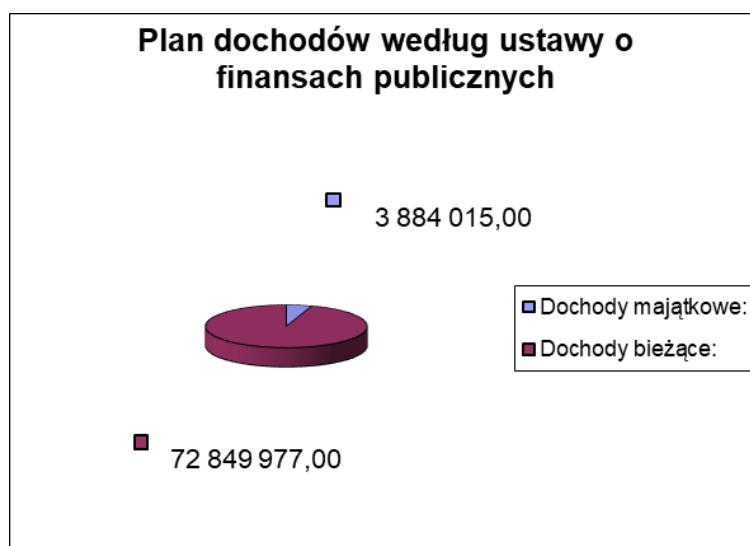 Plan dochodów według ustawy o
finansach publicznych
3 884 015,00
Dochody majątkowe:
Dochody bieżące:
72 849 977,00